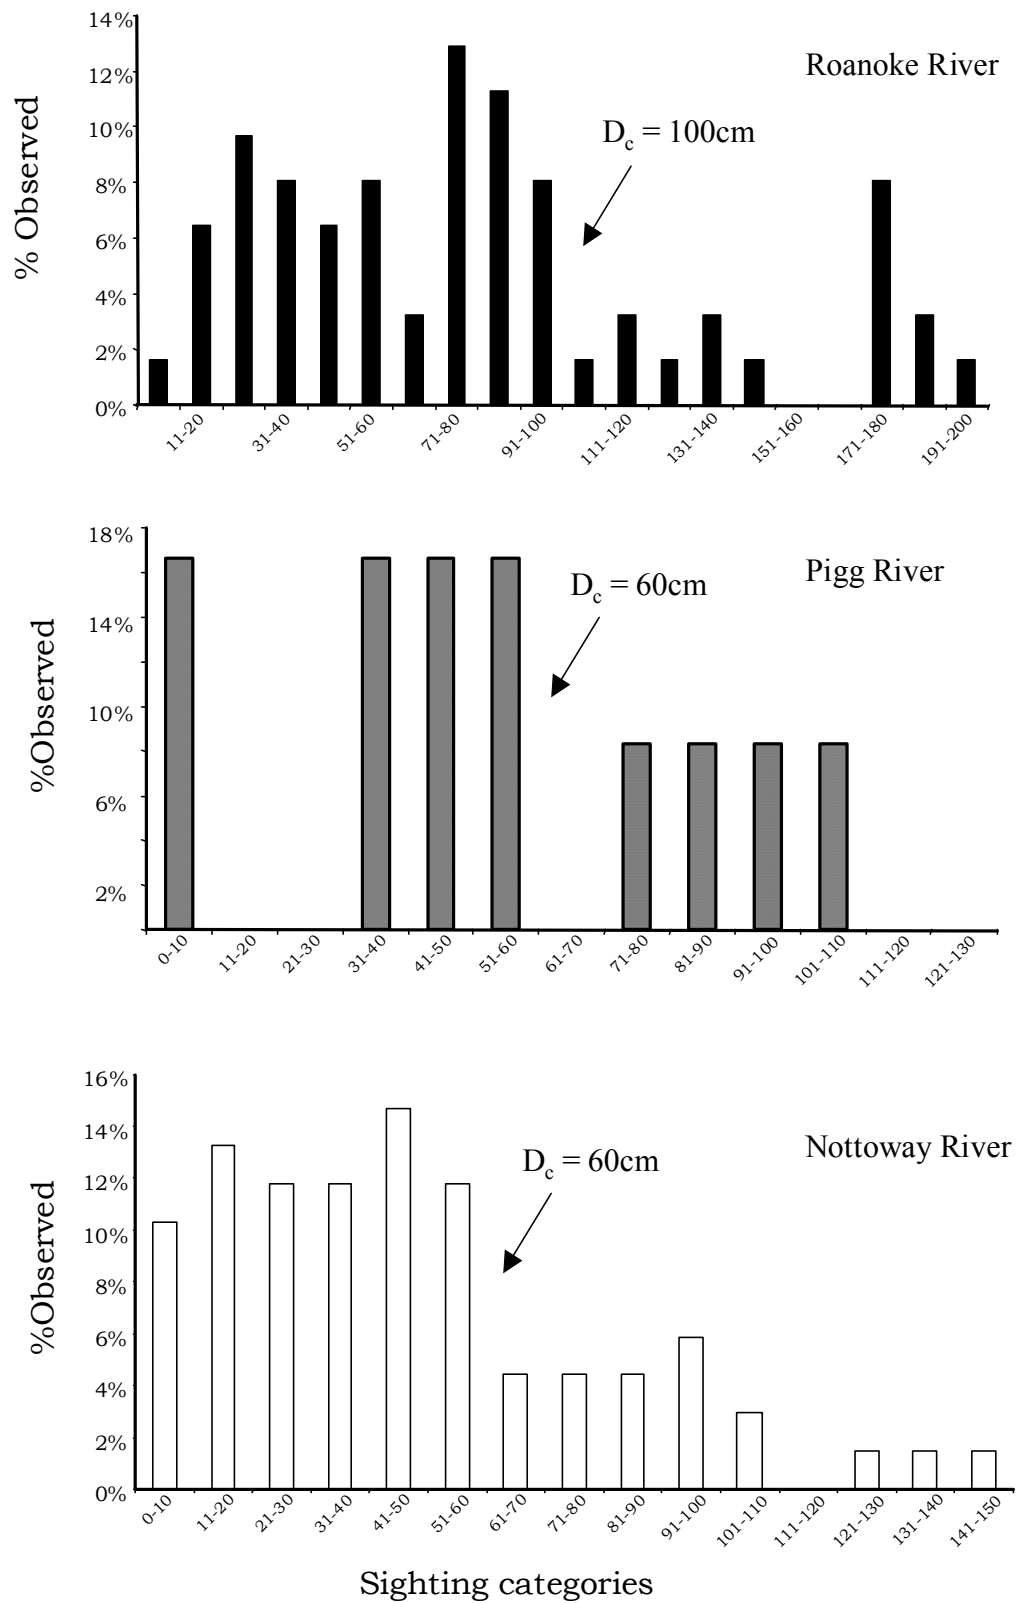 14%
Roanoke River
12%
D_c = 100cm
10%
8%
6%
4%
2%
0%
% Observed
11-20 31-40 51-60 71-80 91-100 111-120 131-140 151-160 171-180 191-200
18%
Pigg River
D_c = 60cm
14%
10%
6%
2%
%Observed
0-10 11-20 21-30 31-40 41-50 51-60 61-70 71-80 81-90 91-100 101-110 111-120 121-130
16%
14%
Nottoway River
D_c = 60cm
12%
10%
8%
6%
4%
2%
0%
%Observed
0-10 11-20 21-30 31-40 41-50 51-60 61-70 71-80 81-90 91-100 101-110 111-120 121-130 131-140 141-150
Sighting categories